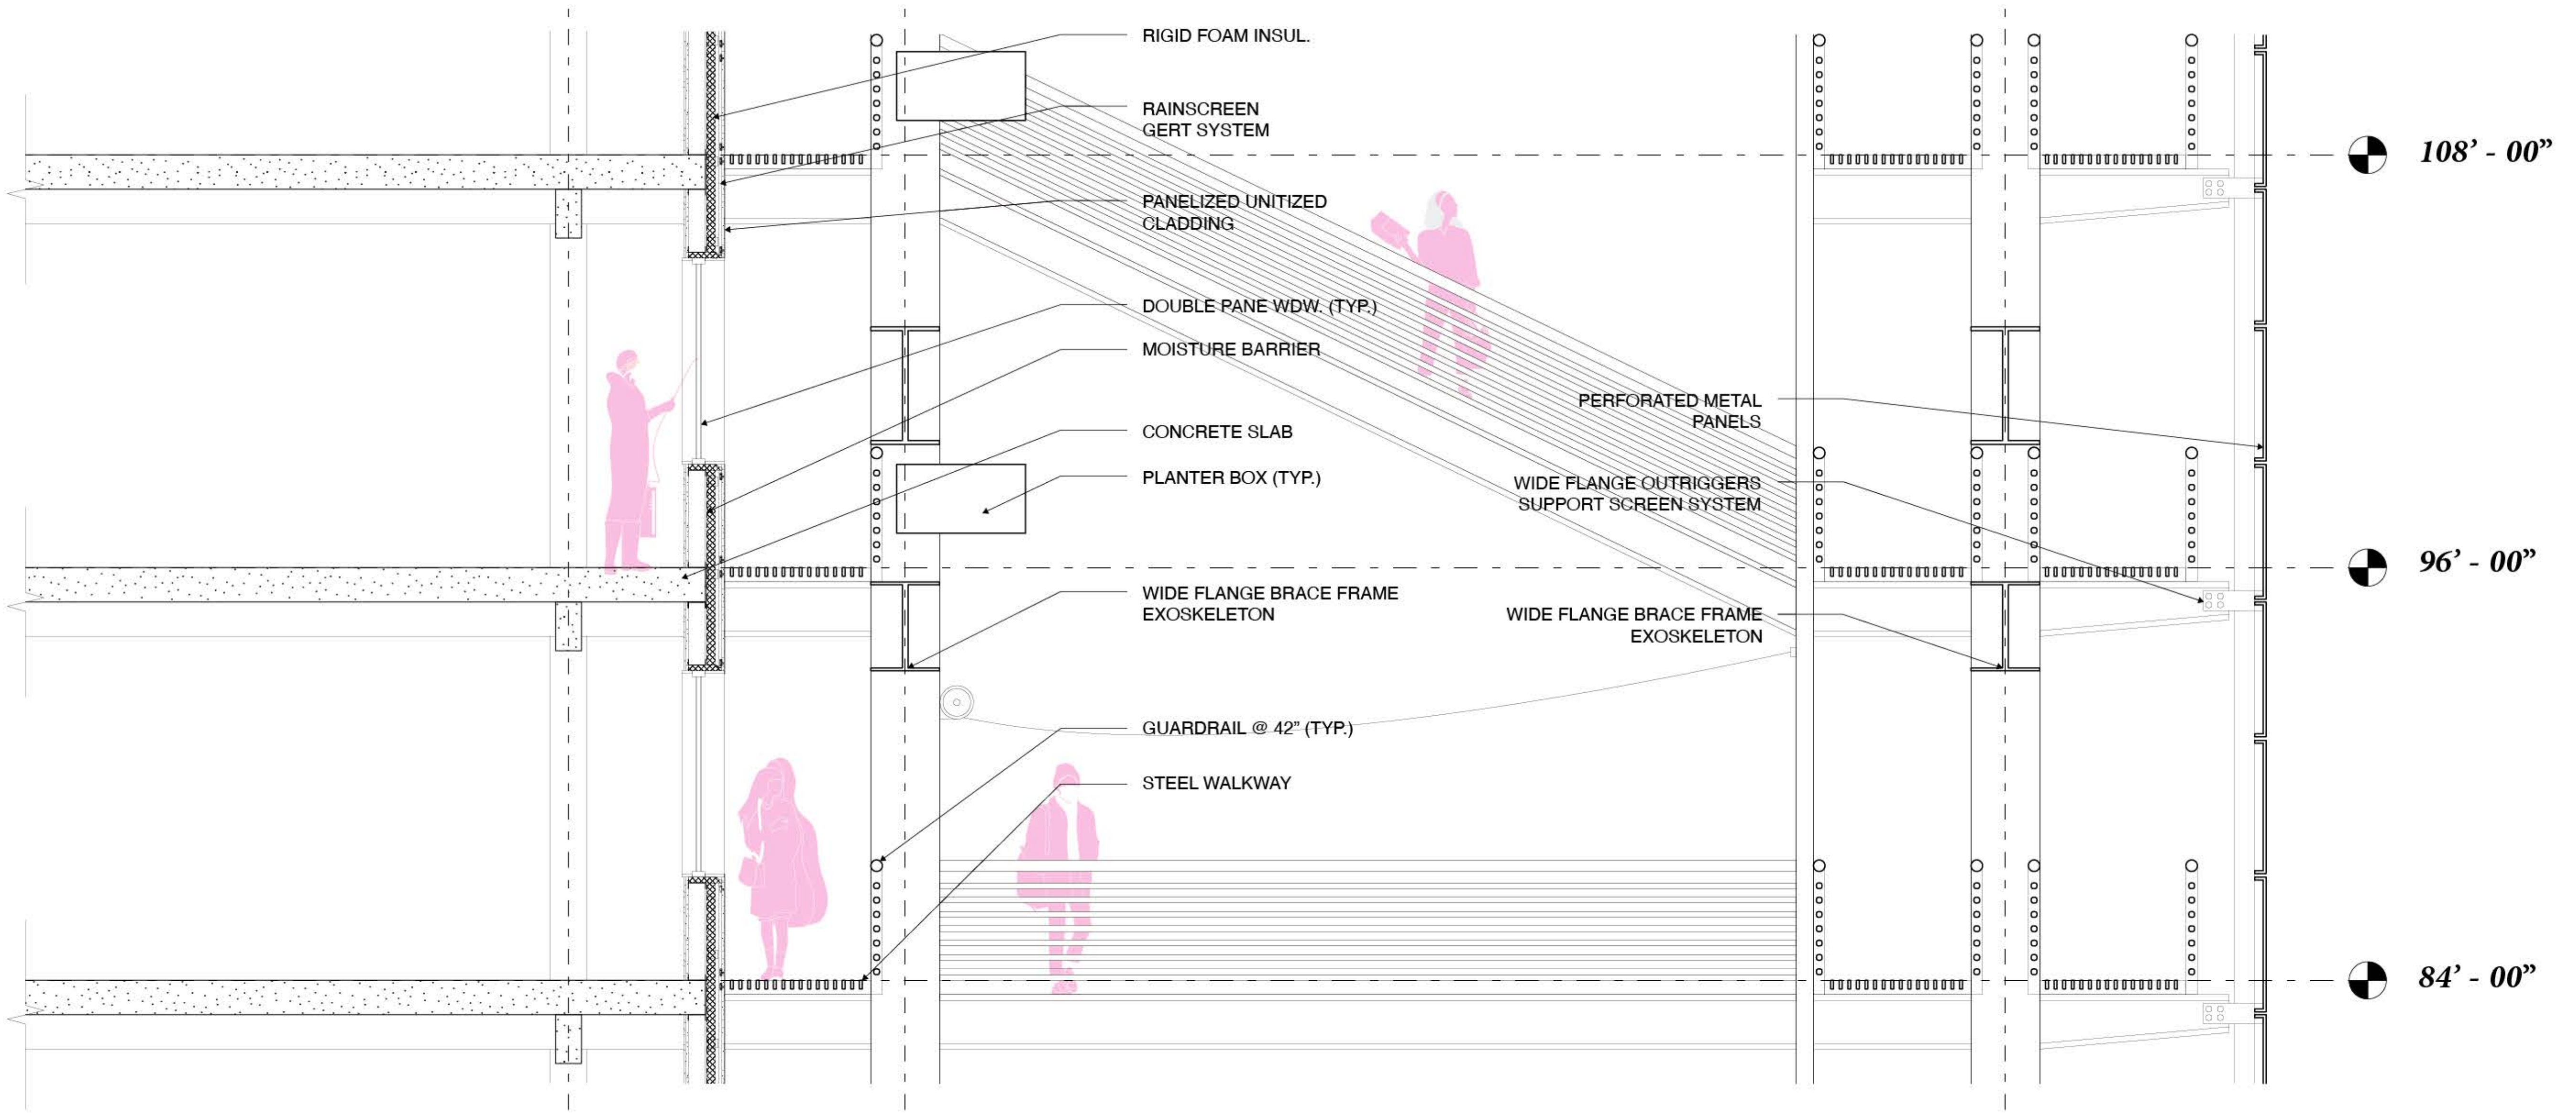 RIGID FOAM INSUL.
RAINSCREEN
GERT SYSTEM
108’ - 00”
PANELIZED UNITIZED
CLADDING
DOUBLE PANE WDW. (TYP.)
MOISTURE BARRIER
PERFORATED METAL
PANELS
CONCRETE SLAB
PLANTER BOX (TYP.)
WIDE FLANGE OUTRIGGERS
SUPPORT SCREEN SYSTEM
96’ - 00”
WIDE FLANGE BRACE FRAME
EXOSKELETON
WIDE FLANGE BRACE FRAME
EXOSKELETON
GUARDRAIL @ 42” (TYP.)
STEEL WALKWAY
84’ - 00”